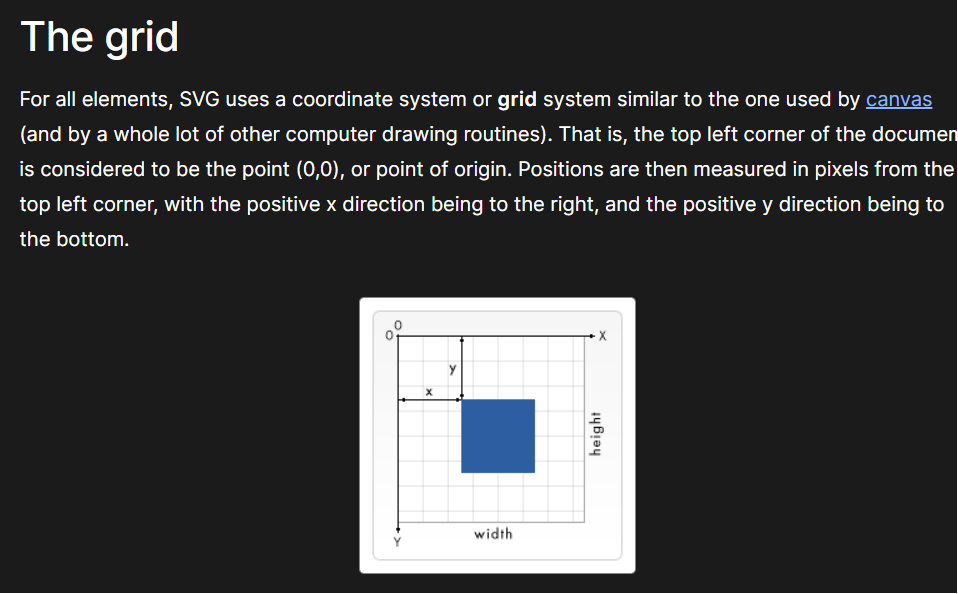 The grid
For all elements, SVG uses a coordinate system or grid system similar to the one used by canvas
(and by a whole lot of other computer drawing routines). That is, the top left corner of the documen
is considered to be the point (0,0), or point of origin. Positions are then measured in pixels from the
top left corner, with the positive x direction being to the right, and the positive y direction being to
the bottom.
0
0
X
y
x
height
width
Y